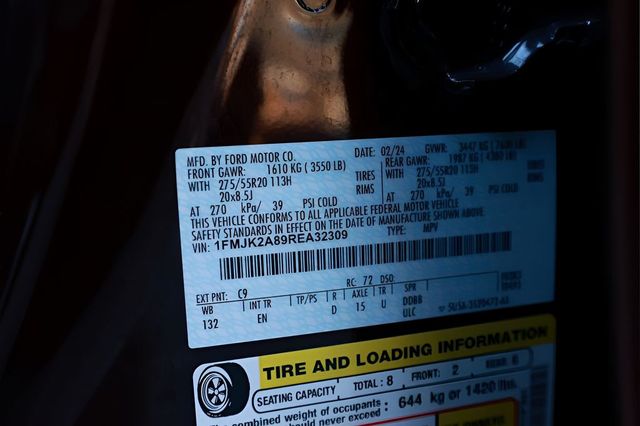 MFD. BY FORD MOTOR CO. DATE: 02/24 GVWR: 3447 KG (7600 LB)
FRONT GAWR: 1610 KG (3550 LB) REAR GAWR: 1987 KG (4380 LB)
WITH 275/55R20 113H TIRES WITH 275/55R20 113H
20x8.5J RIMS 20x8.5J
AT 270 kPa/ 39 PSI COLD AT 270 kPa/ 39 PSI COLD
THIS VEHICLE CONFORMS TO ALL APPLICABLE FEDERAL MOTOR VEHICLE
SAFETY STANDARDS IN EFFECT ON THE DATE OF MANUFACTURE SHOWN ABOVE.
VIN: 1FMJK2A89REA32309 TYPE: MPV
EXT PNT: C9 RC: 72 DSO:
WB INT TR TP/PS R AXLE TR SPR
132 EN D 15 U DDBB
ULC
TIRE AND LOADING INFORMATION
SEATING CAPACITY TOTAL: 8 FRONT: 2 REAR: 6
The combined weight of occupants
should never exceed: 644 kg or 1420 lbs.